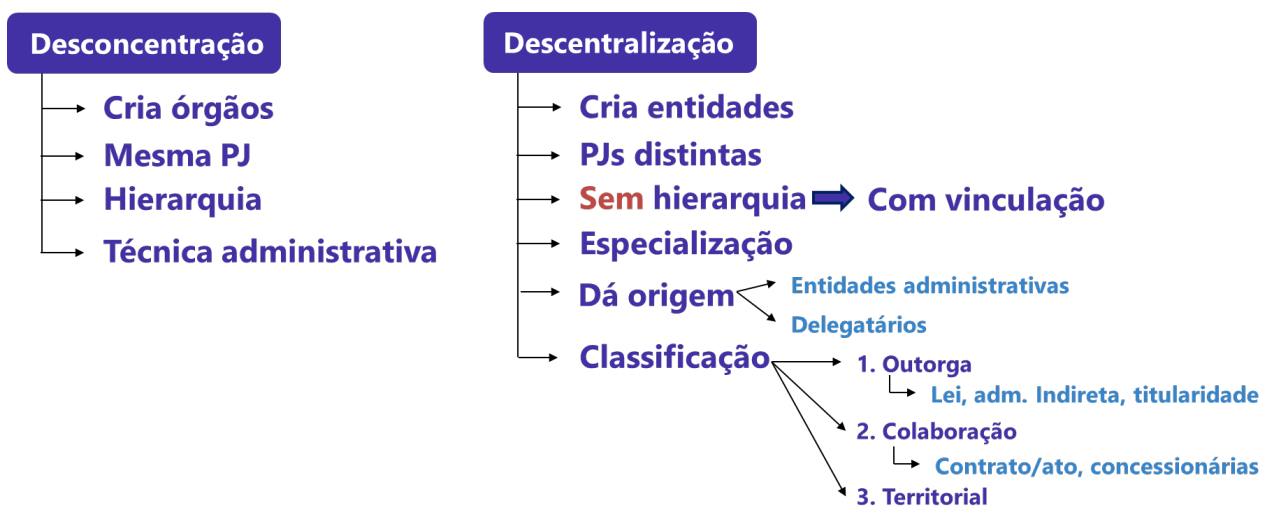 Desconcentração
Cria órgãos
Mesma PJ
Hierarquia
Técnica administrativa
Descentralização
Cria entidades
PJs distintas
Sem hierarquia Com vinculação
Especialização
Dá origem
Entidades administrativas
Delegatários
Classificação
1. Outorga
Lei, adm. Indireta, titularidade
2. Colaboração
Contrato/ato, concessionárias
3. Territorial